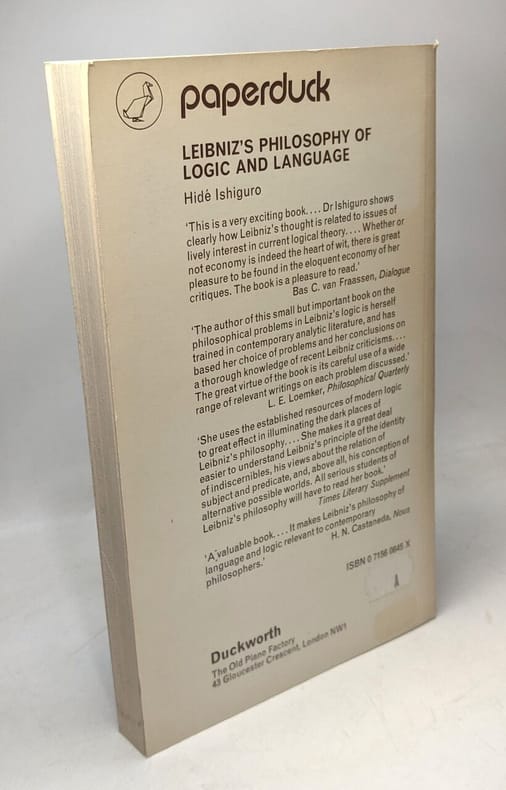 paperduck
LEIBNIZ'S PHILOSOPHY OF
LOGIC AND LANGUAGE
Hidé Ishiguro
'This is a very exciting book.... Dr Ishiguro shows
clearly how Leibniz's thought is related to issues of
lively interest in current logical theory.... Whether or
not economy is indeed the heart of wit, there is great
pleasure to be found in the eloquent economy of her
critiques. The book is a pleasure to read.'
Bas C. van Fraassen, Dialogue
'The author of this small but important book on the
philosophical problems in Leibniz's logic is herself
trained in contemporary analytic literature, and has
based her choice of problems and her conclusions on
a thorough knowledge of recent Leibniz criticisms....
The great virtue of the book is its careful use of a wide
range of relevant writings on each problem discussed.'
L. E. Loemker, Philosophical Quarterly
'She uses the established resources of modern logic
to great effect in illuminating the dark places of
Leibniz's philosophy.... She makes it a great deal
easier to understand Leibniz's principle of the identity
of indiscernibles, his views about the relation of
subject and predicate, and, above all, his conception of
alternative possible worlds. All serious students of
Leibniz's philosophy will have to read her book.'
Times Literary Supplement
'A valuable book.... It makes Leibniz's philosophy of
language and logic relevant to contemporary
philosophers.'
H. N. Castaneda, Nous
ISBN 0 7156 0645 X
A
Duckworth
The Old Piano Factory
43 Gloucester Crescent, London NW1